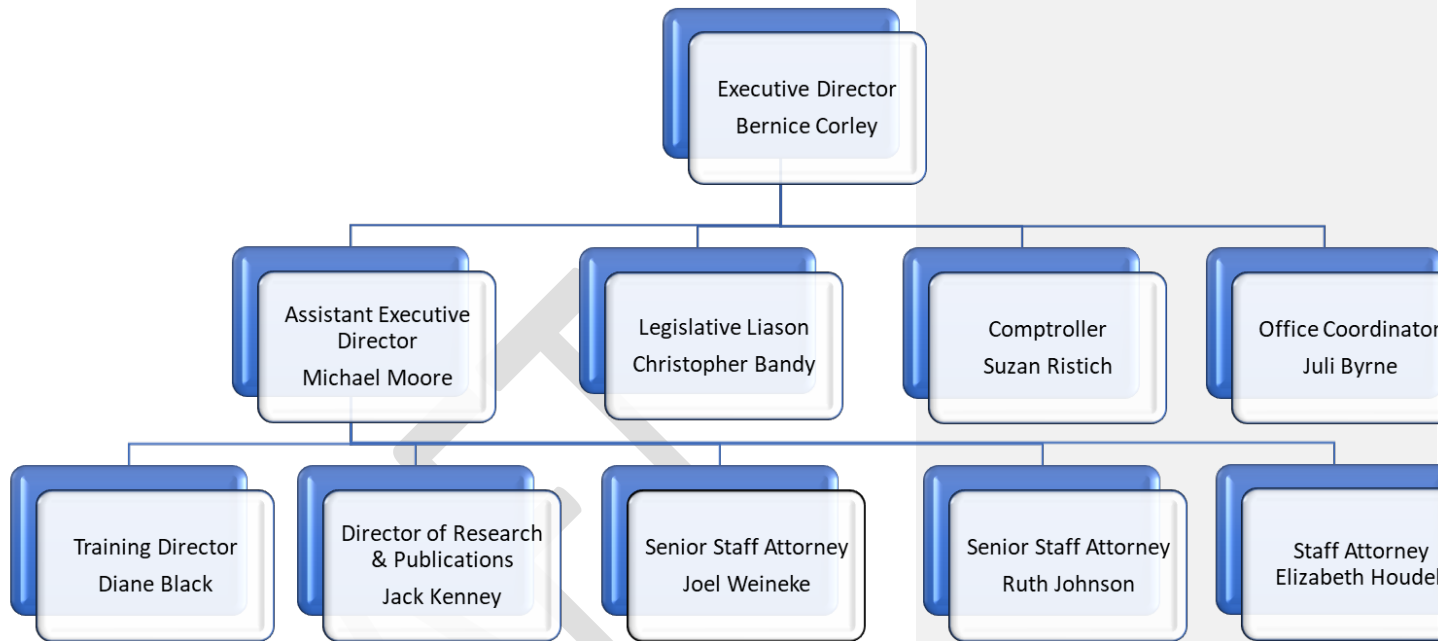 Executive Director
Bernice Corley
Assistant Executive
Director
Michael Moore
Legislative Liason
Christopher Bandy
Comptroller
Suzan Ristich
Office Coordinator
Juli Byrne
Training Director
Diane Black
Director of Research
& Publications
Jack Kenney
Senior Staff Attorney
Joel Weineke
Senior Staff Attorney
Ruth Johnson
Staff Attorney
Elizabeth